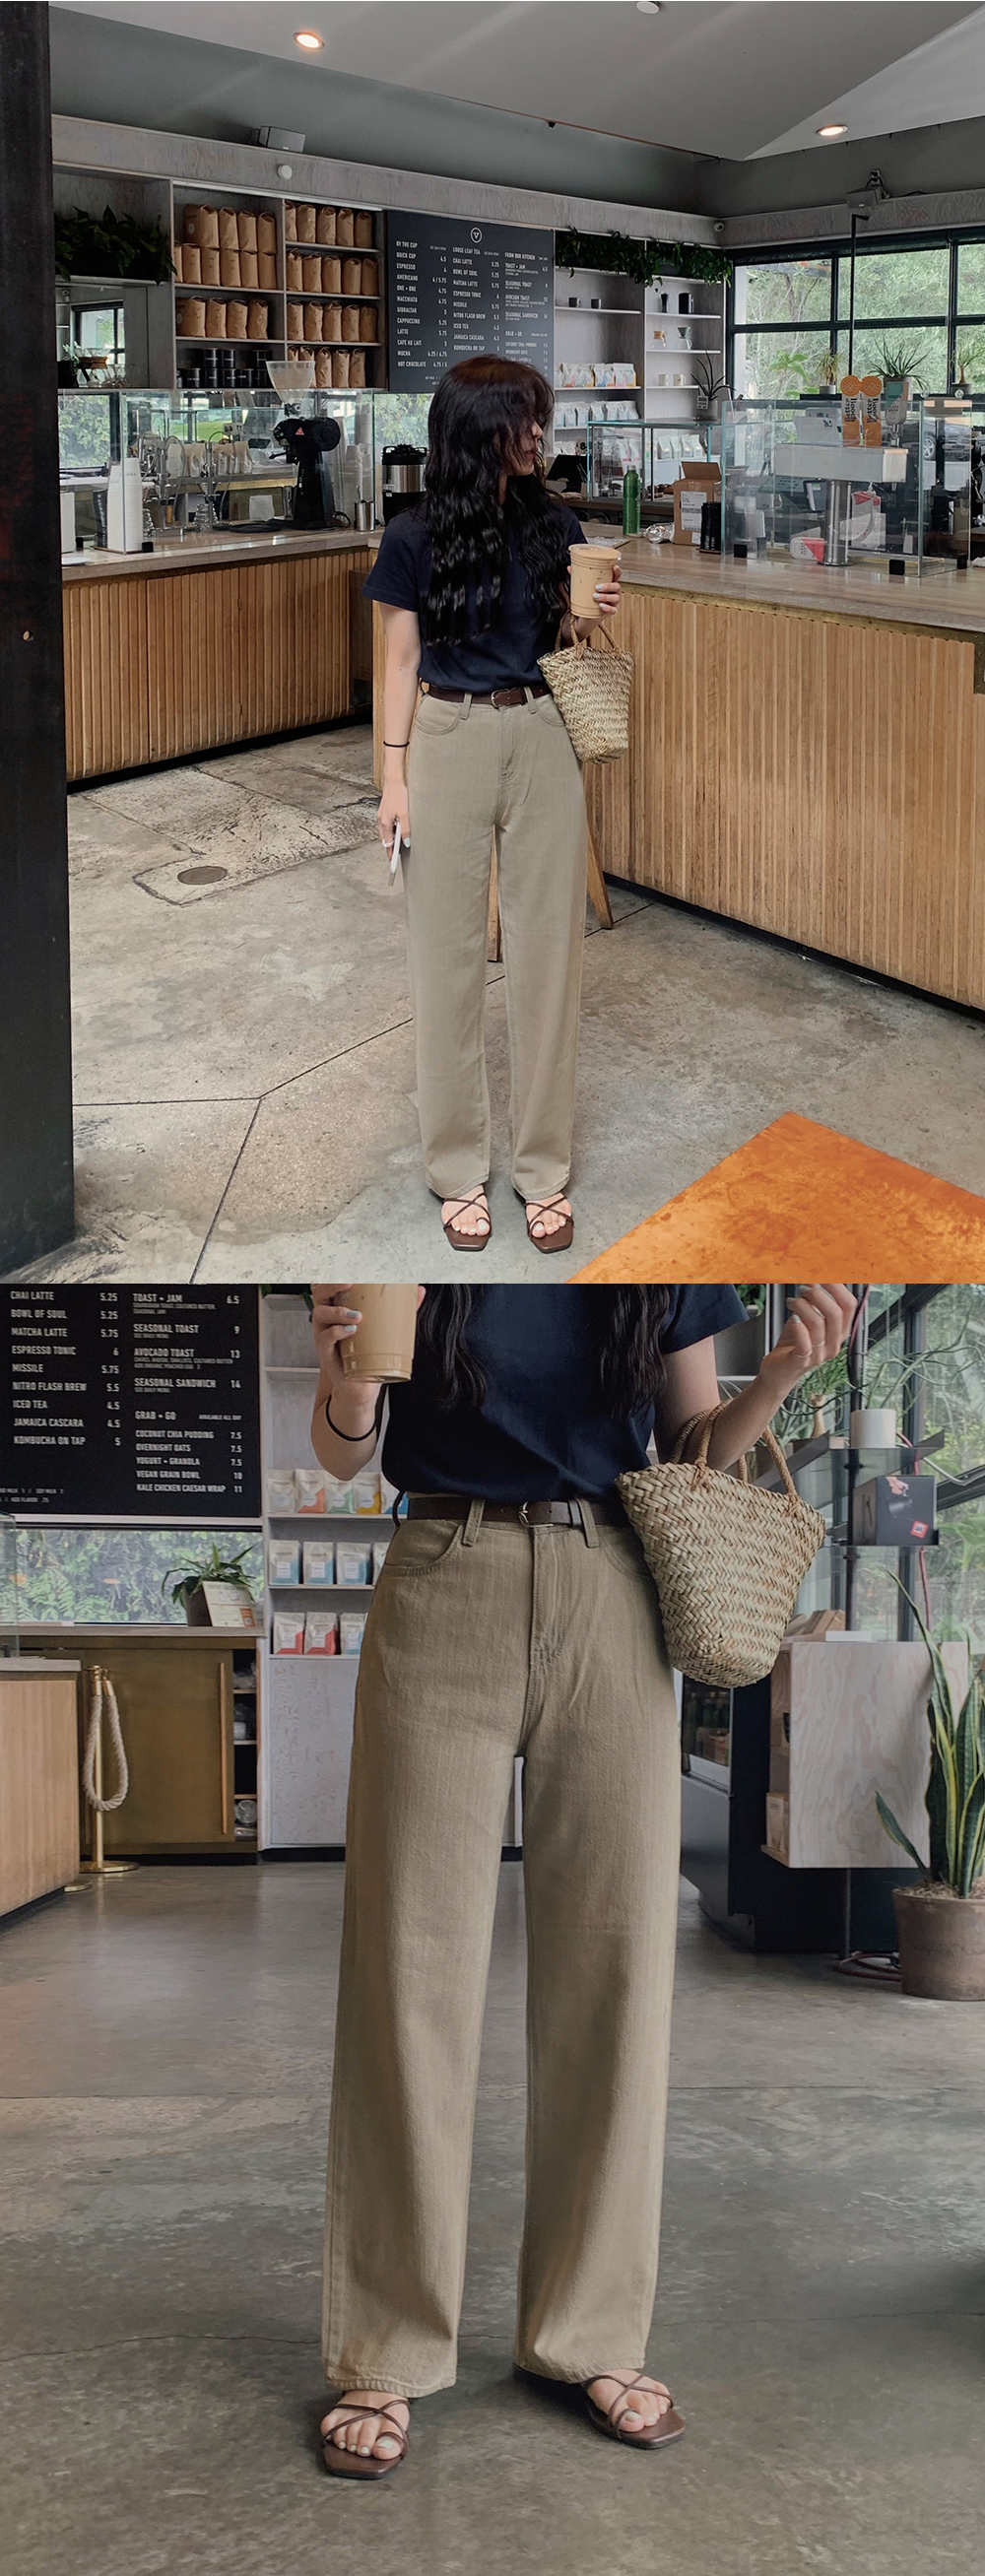 BY THE CUP
QUICK CUP 4.5
ESPRESSO 4
AMERICANO 4 / 5.75
ONE + ONE 4.75
MACCHIATO 4.75
GIBRALTAR 5
CAPPUCCINO 5.25
LATTE 5.75
CAFE AU LAIT 5
MOCHA
HOT CHOCOLATE
LOOSE LEAF TEA
CHAI LATTE 5.25
BOWL OF SOUL 5.25
MATCHA LATTE 5.75
ESPRESSO TONIC 6
MISSILE 5.75
NITRO FLASH BREW 5.5
ICED TEA 4.5
JAMAICA CASCARA 4.5
KOMBUCHA ON TAP 5
FROM OUR KITCHEN
TOAST + JAM 6.5
SEASONAL TOAST 9
AVOCADO TOAST 13
SEASONAL SANDWICH 14
GRAB + GO
COCONUT CHIA PUDDING 7.5
OVERNIGHT OATS 7.5
CHAI LATTE 5.25
BOWL OF SOUL 5.25
MATCHA LATTE 5.75
ESPRESSO TONIC 6
MISSILE 5.75
NITRO FLASH BREW 5.5
ICED TEA 4.5
JAMAICA CASCARA 4.5
KOMBUCHA ON TAP 5
TOAST + JAM 6.5
SEASONAL TOAST 9
SEE DAILY MENU
AVOCADO TOAST 13
SEASONAL SANDWICH 14
SEE DAILY MENU
GRAB + GO AVAILABLE ALL DAY
COCONUT CHIA PUDDING 7.5
OVERNIGHT OATS 7.5
YOGURT + GRANOLA 7.5
VEGAN GRAIN BOWL 10
KALE CHICKEN CAESAR WRAP 11